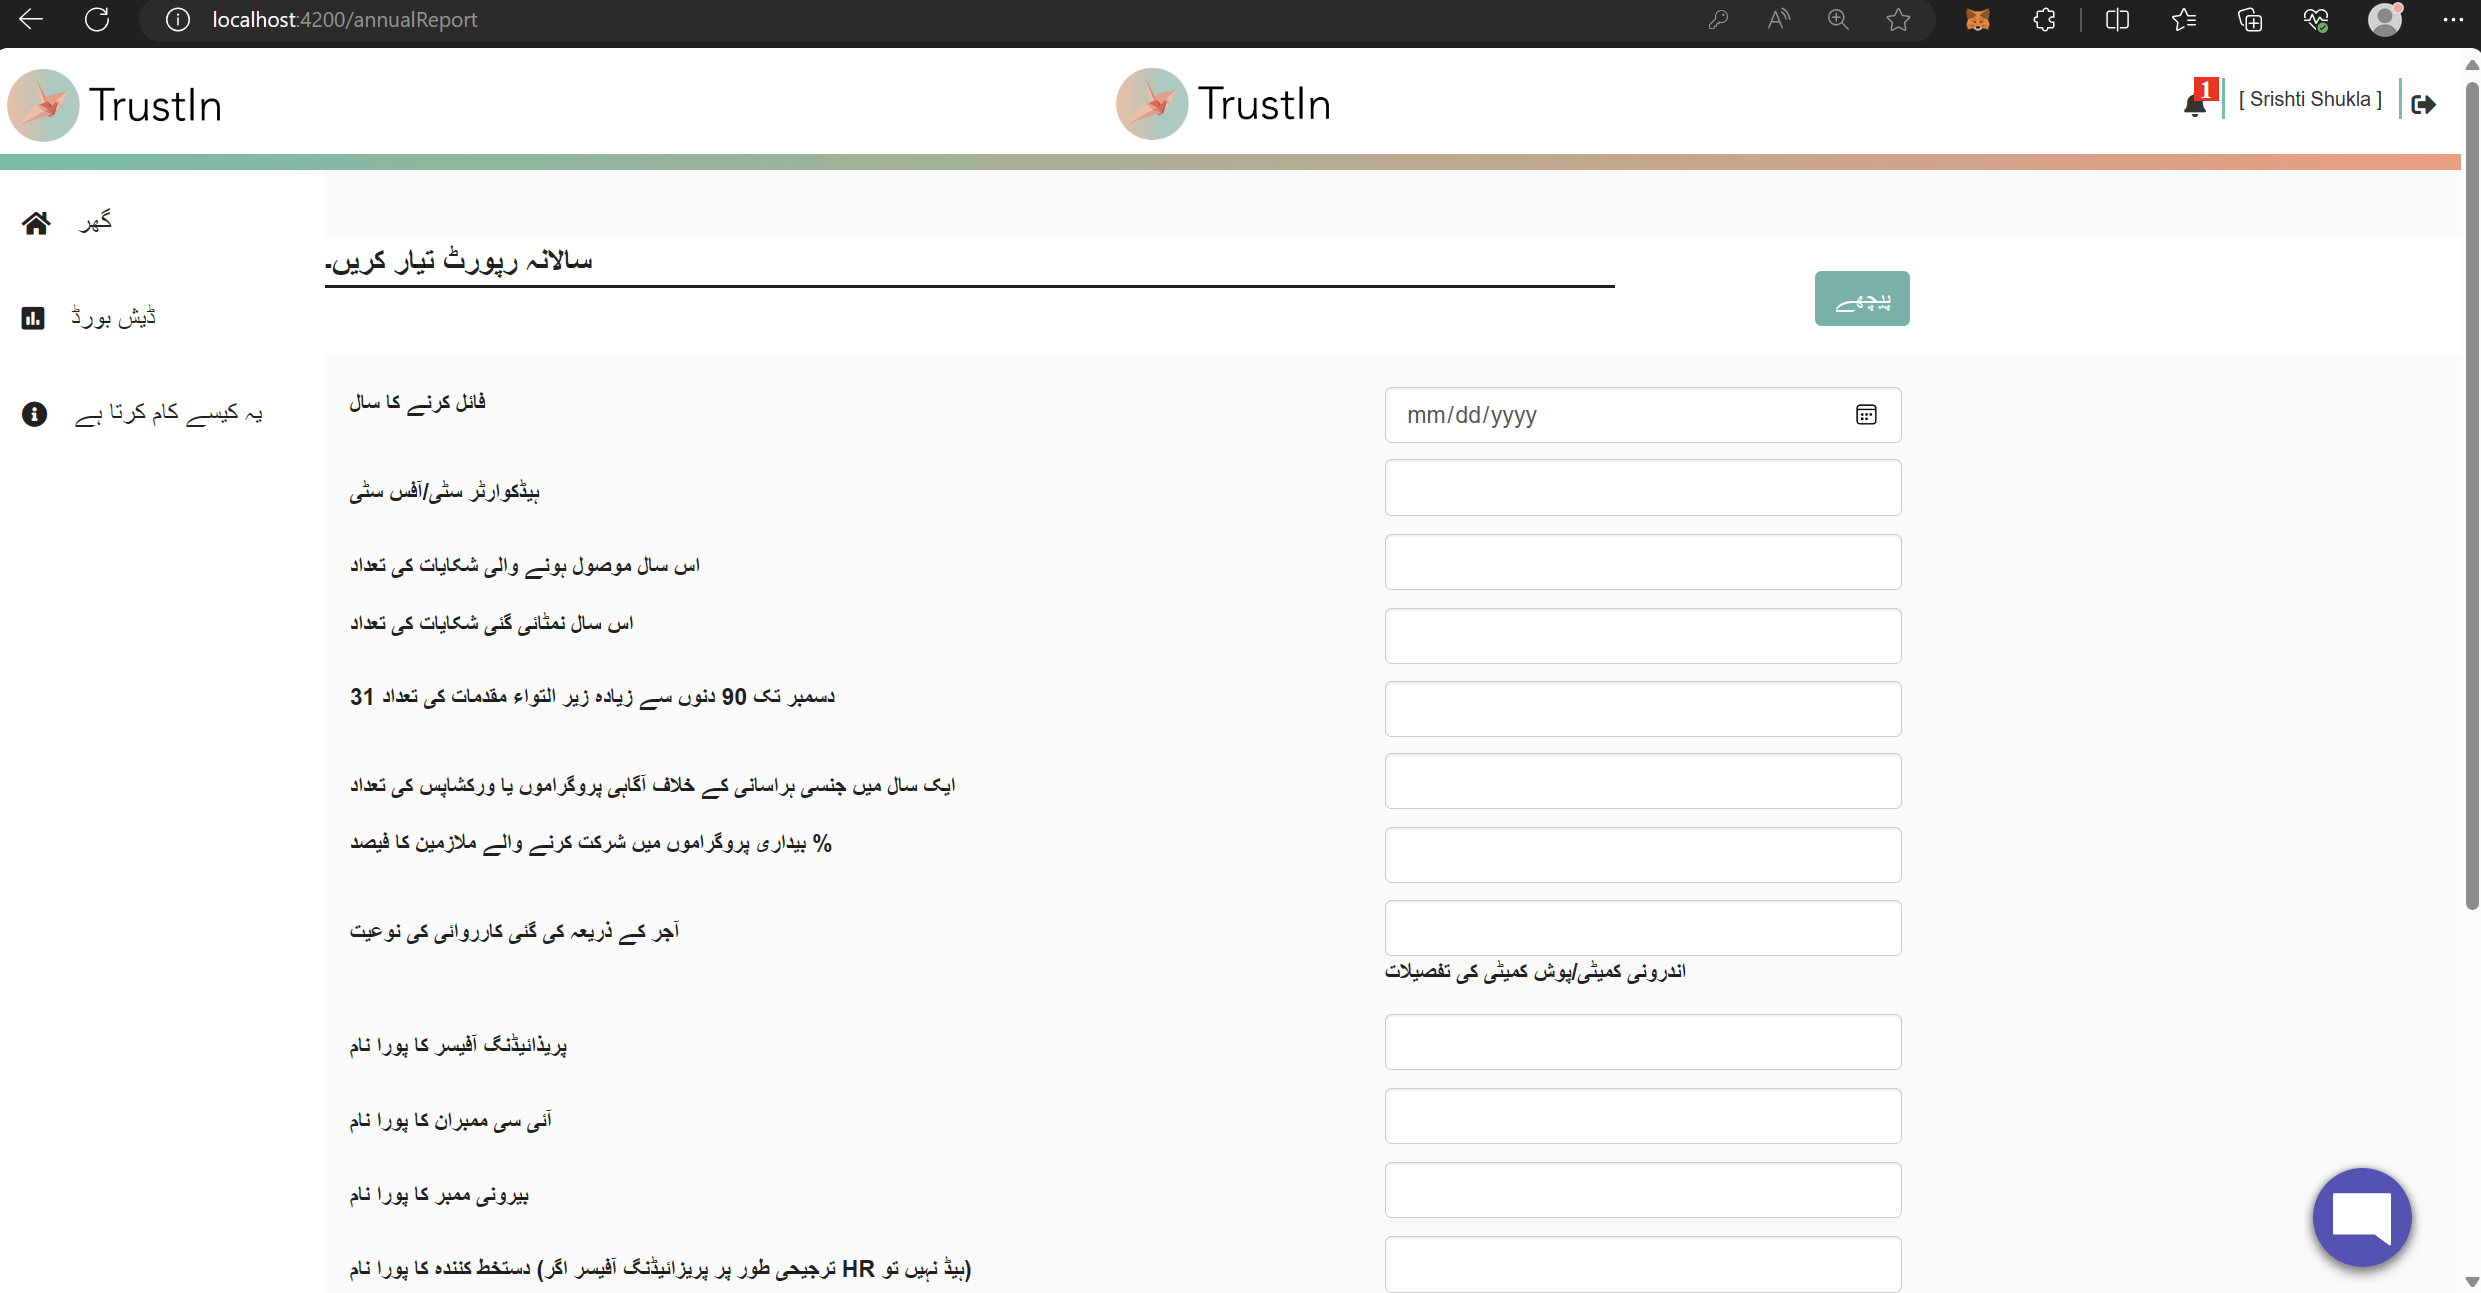 localhost:4200/annualReport
TrustIn
TrustIn
1
[ Srishti Shukla ]
گھر
ڈیش بورڈ
یہ کیسے کام کرتا ہے
سالانہ رپورٹ تیار کریں۔
پیچھے
فائل کرنے کا سال
mm/dd/yyyy
ہیڈکوارٹر سٹی/آفس سٹی
اس سال موصول ہونے والی شکایات کی تعداد
اس سال نمٹائی گئی شکایات کی تعداد
31 دسمبر تک 90 دنوں سے زیادہ زیر التواء مقدمات کی تعداد
ایک سال میں جنسی ہراسانی کے خلاف آگاہی پروگراموں یا ورکشاپس کی تعداد
% بیداری پروگراموں میں شرکت کرنے والے ملازمین کا فیصد
آجر کے ذریعہ کی گئی کارروائی کی نوعیت
اندرونی کمیٹی/پوش کمیٹی کی تفصیلات
پریذائیڈنگ آفیسر کا پورا نام
آئی سی ممبران کا پورا نام
بیرونی ممبر کا پورا نام
دستخط کنندہ کا پورا نام (ترجیحی طور پر پریزائیڈنگ آفیسر اگر HR ہیڈ نہیں تو)